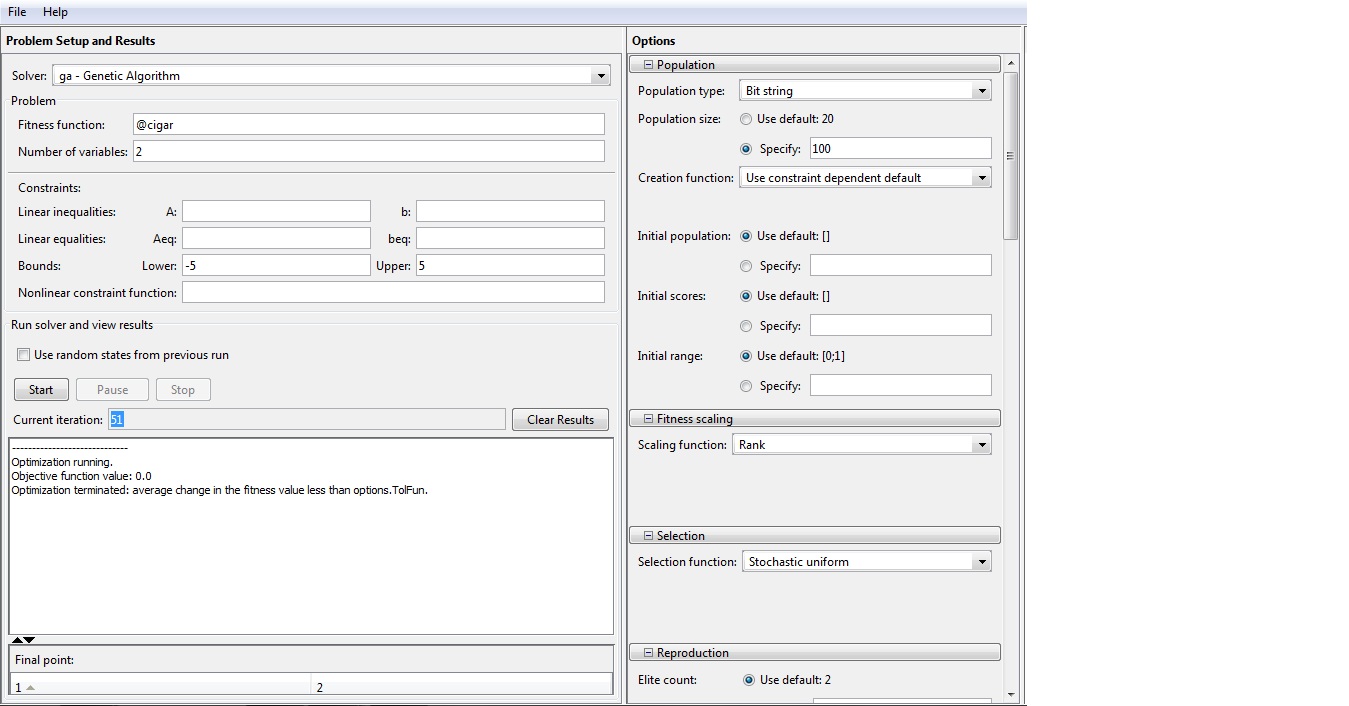 File Help
Problem Setup and Results
Solver: ga - Genetic Algorithm
Problem
Fitness function: @cigar
Number of variables: 2
Constraints:
Linear inequalities: A: b:
Linear equalities: Aeq: beq:
Bounds: Lower: -5 Upper: 5
Nonlinear constraint function:
Run solver and view results
Use random states from previous run
Start Pause Stop
Current iteration: 51 Clear Results
-----------------------------
Optimization running.
Objective function value: 0.0
Optimization terminated: average change in the fitness value less than options.TolFun.
Final point:
1 2
Options
Population
Population type: Bit string
Population size: Use default: 20
Specify: 100
Creation function: Use constraint dependent default
Initial population: Use default: []
Specify:
Initial scores: Use default: []
Specify:
Initial range: Use default: [0;1]
Specify:
Fitness scaling
Scaling function: Rank
Selection
Selection function: Stochastic uniform
Reproduction
Elite count: Use default: 2